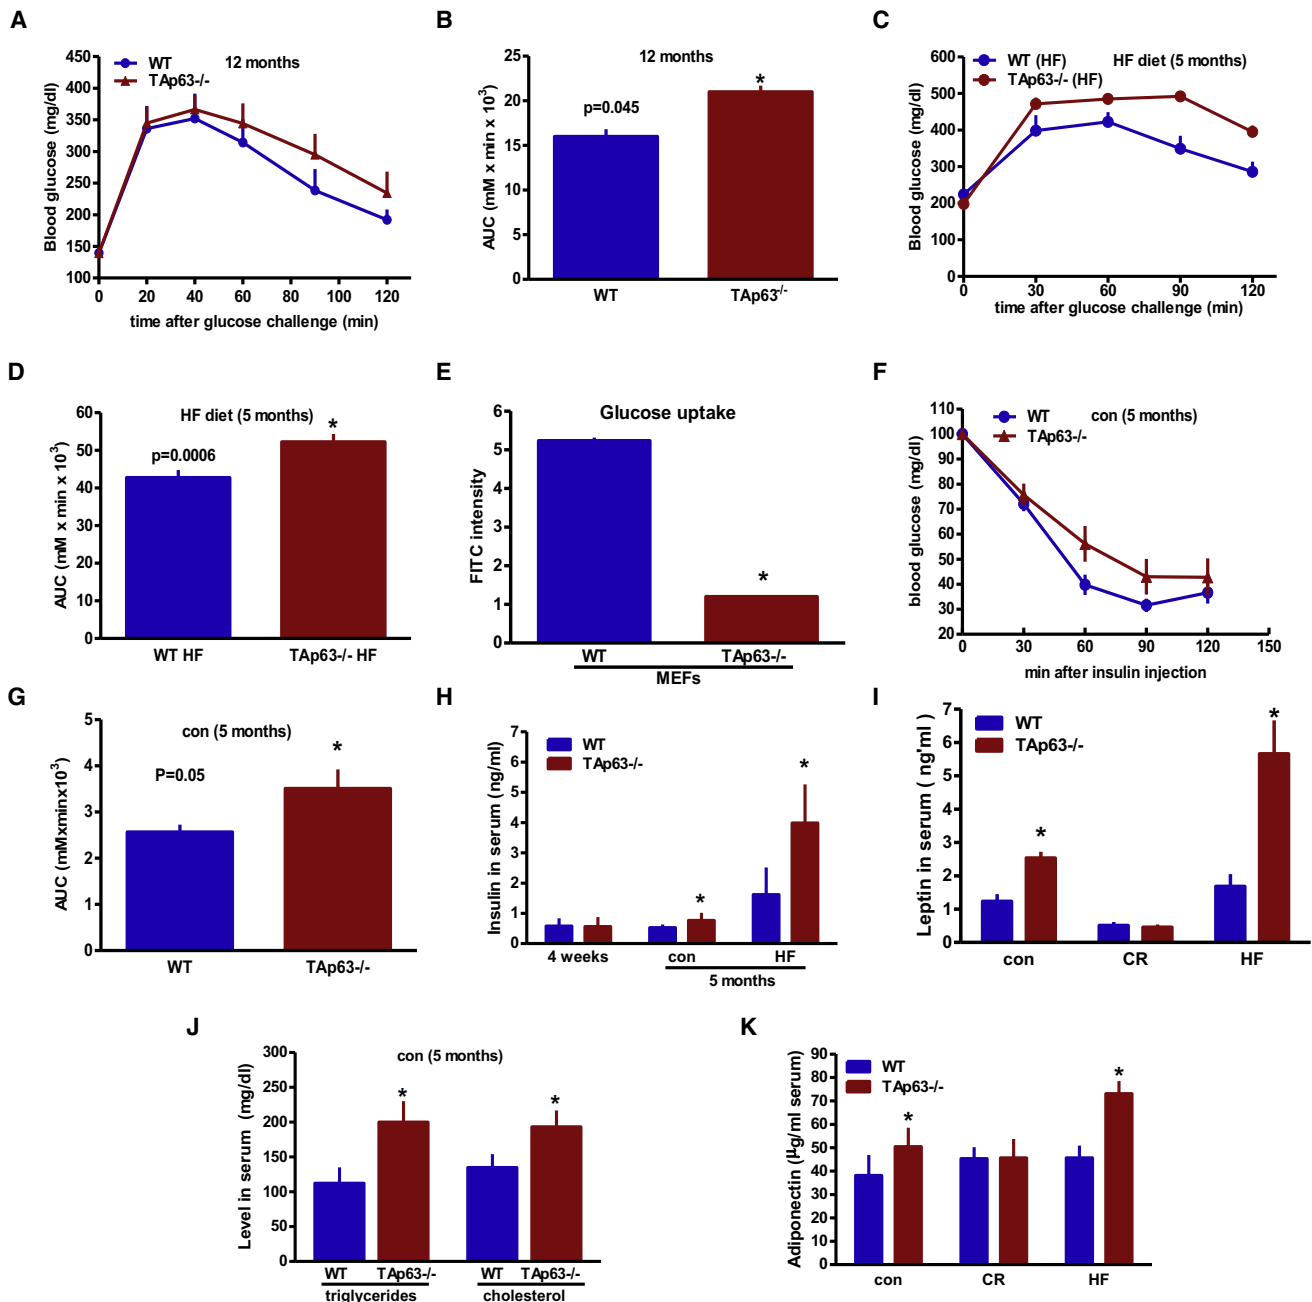 A
450
400
350
300
250
200
150
100
Blood glucose (mg/dl)
WT
TAp63-/-
12 months
0 20 40 60 80 100 120
time after glucose challenge (min)
B
25
20
15
10
5
0
AUC (mM x min x 10³)
12 months
p=0.045
*
WT TAp63-/-
C
600
500
400
300
200
100
0
Blood glucose (mg/dl)
WT (HF)
TAp63-/- (HF)
HF diet (5 months)
0 30 60 90 120
time after glucose challenge (min)
D
60
50
40
30
20
10
0
AUC (mM x min x 10³)
HF diet (5 months)
p=0.0006
*
WT HF TAp63-/- HF
E
6
5
4
3
2
1
0
FITC intensity
Glucose uptake
*
WT TAp63-/-
MEFs
F
110
100
90
80
70
60
50
40
30
20
blood glucose (mg/dl)
WT
TAp63-/-
con (5 months)
0 30 60 90 120 150
min after insulin injection
G
5
4
3
2
1
0
AUC (mMxminx10³)
con (5 months)
P=0.05
*
WT TAp63-/-
H
7
6
5
4
3
2
1
0
Insulin in serum (ng/ml)
WT
TAp63-/-
*
*
4 weeks con HF
5 months
I
7
6
5
4
3
2
1
0
Leptin in serum ( ng'ml )
WT
TAp63-/-
*
*
con CR HF
J
300
250
200
150
100
50
0
Level in serum (mg/dl)
con (5 months)
*
*
WT TAp63-/- WT TAp63-/-
triglycerides cholesterol
K
90
80
70
60
50
40
30
20
10
0
Adiponectin (µg/ml serum)
WT
TAp63-/-
*
*
con CR HF